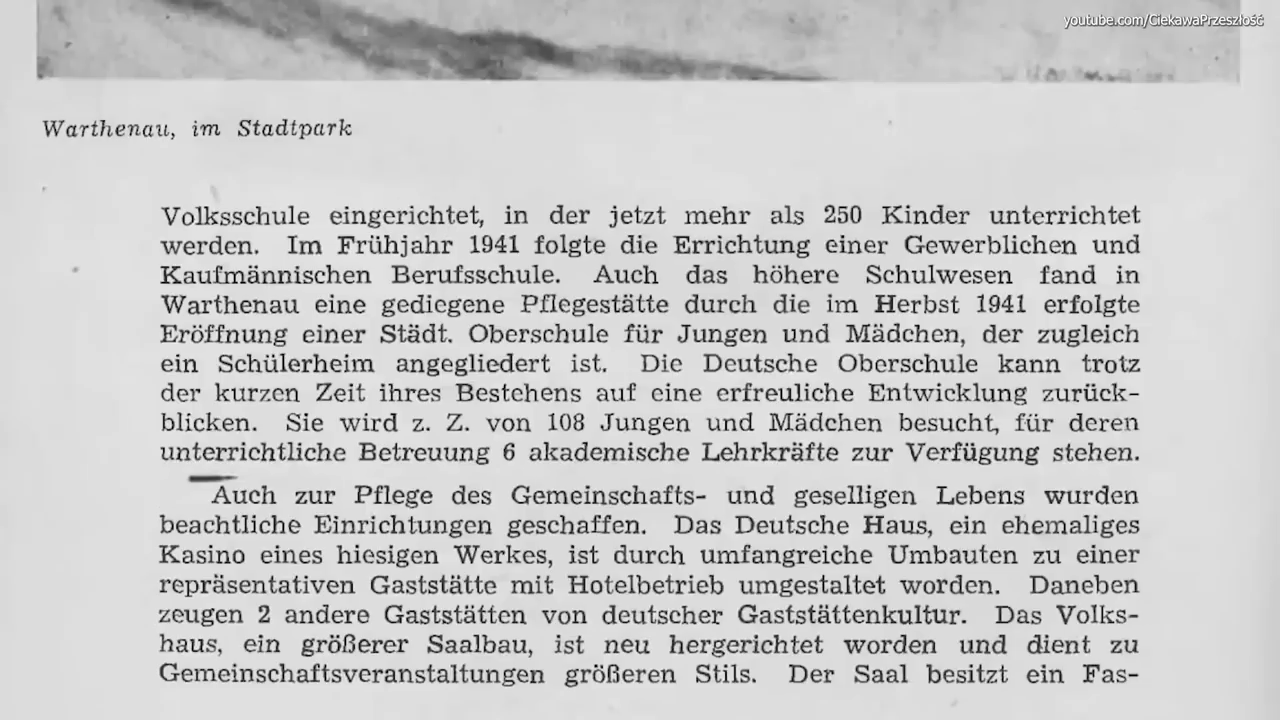 youtube.com/CiekawaPrzeszłość
Warthenau, im Stadtpark
Volksschule eingerichtet, in der jetzt mehr als 250 Kinder unterrichtet
werden. Im Frühjahr 1941 folgte die Errichtung einer Gewerblichen und
Kaufmännischen Berufsschule. Auch das höhere Schulwesen fand in
Warthenau eine gediegene Pflegestätte durch die im Herbst 1941 erfolgte
Eröffnung einer Städt. Oberschule für Jungen und Mädchen, der zugleich
ein Schülerheim angegliedert ist. Die Deutsche Oberschule kann trotz
der kurzen Zeit ihres Bestehens auf eine erfreuliche Entwicklung zurück-
blicken. Sie wird z. Z. von 108 Jungen und Mädchen besucht, für deren
unterrichtliche Betreuung 6 akademische Lehrkräfte zur Verfügung stehen.
Auch zur Pflege des Gemeinschafts- und geselligen Lebens wurden
beachtliche Einrichtungen geschaffen. Das Deutsche Haus, ein ehemaliges
Kasino eines hiesigen Werkes, ist durch umfangreiche Umbauten zu einer
repräsentativen Gaststätte mit Hotelbetrieb umgestaltet worden. Daneben
zeugen 2 andere Gaststätten von deutscher Gaststättenkultur. Das Volks-
haus, ein größerer Saalbau, ist neu hergerichtet worden und dient zu
Gemeinschaftsveranstaltungen größeren Stils. Der Saal besitzt ein Fas-